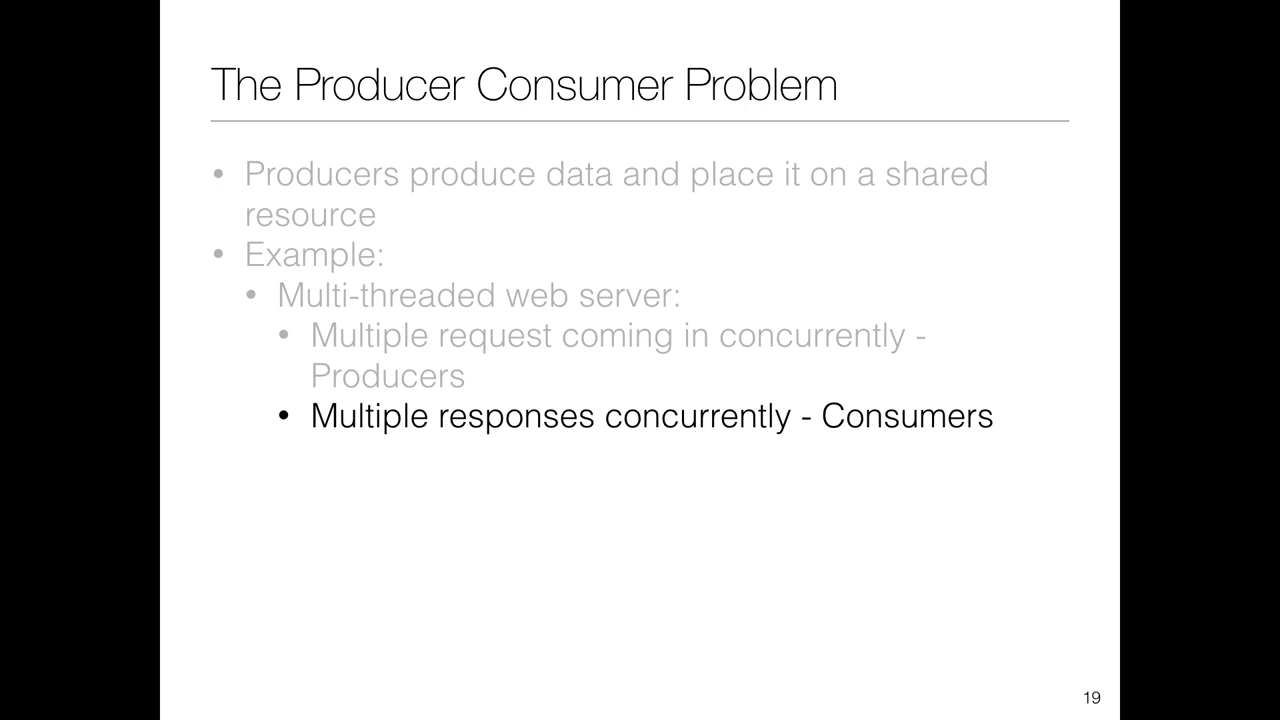 The Producer Consumer Problem
• Producers produce data and place it on a shared
resource
• Example:
• Multi-threaded web server:
• Multiple request coming in concurrently -
Producers
• Multiple responses concurrently - Consumers
19